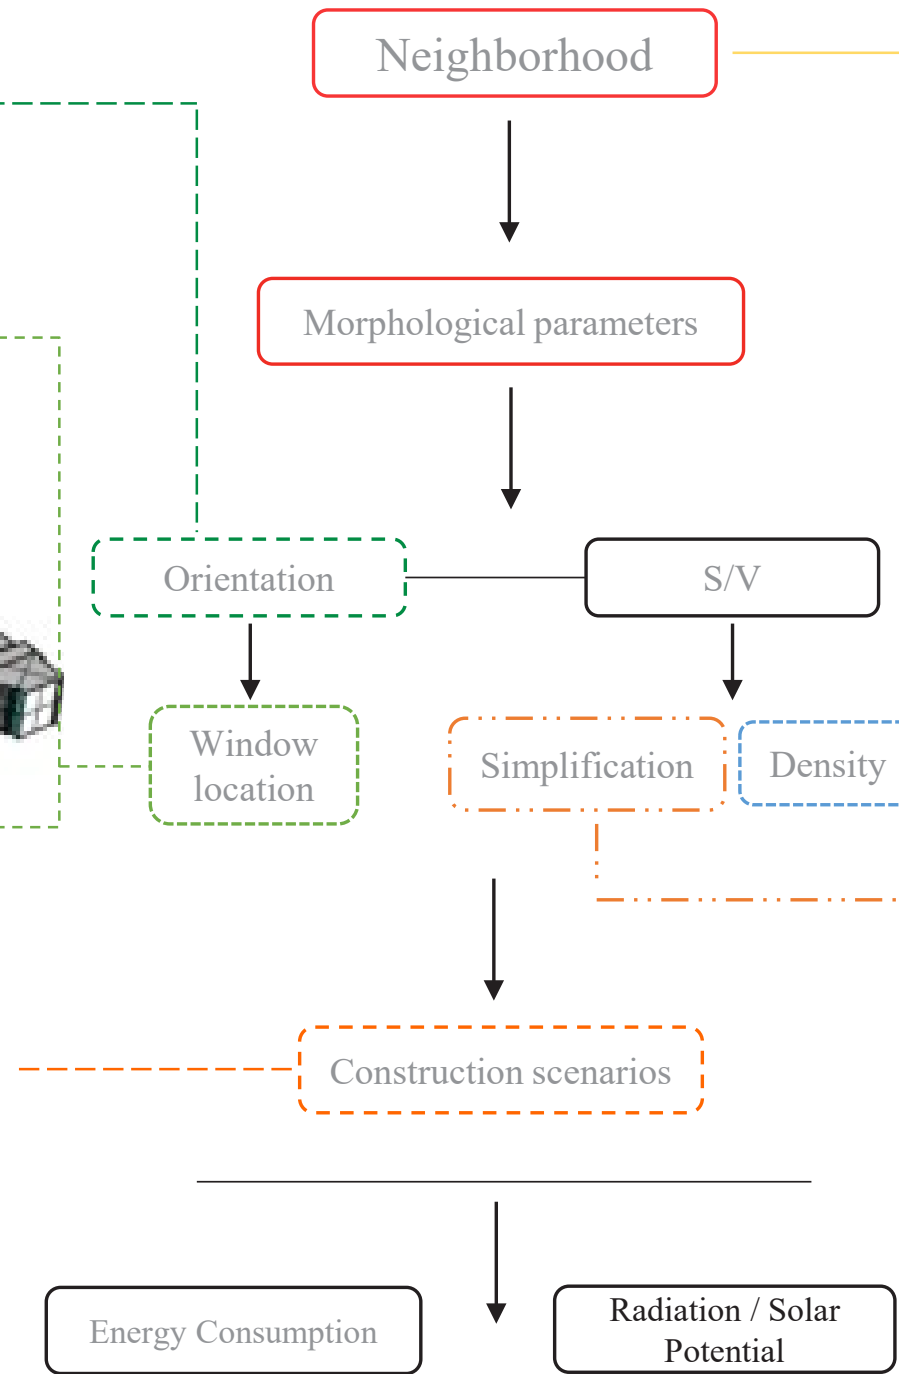 Neighborhood
Morphological parameters
Orientation
S/V
Window
location
Simplification
Density
Construction scenarios
Energy Consumption
Radiation / Solar
Potential